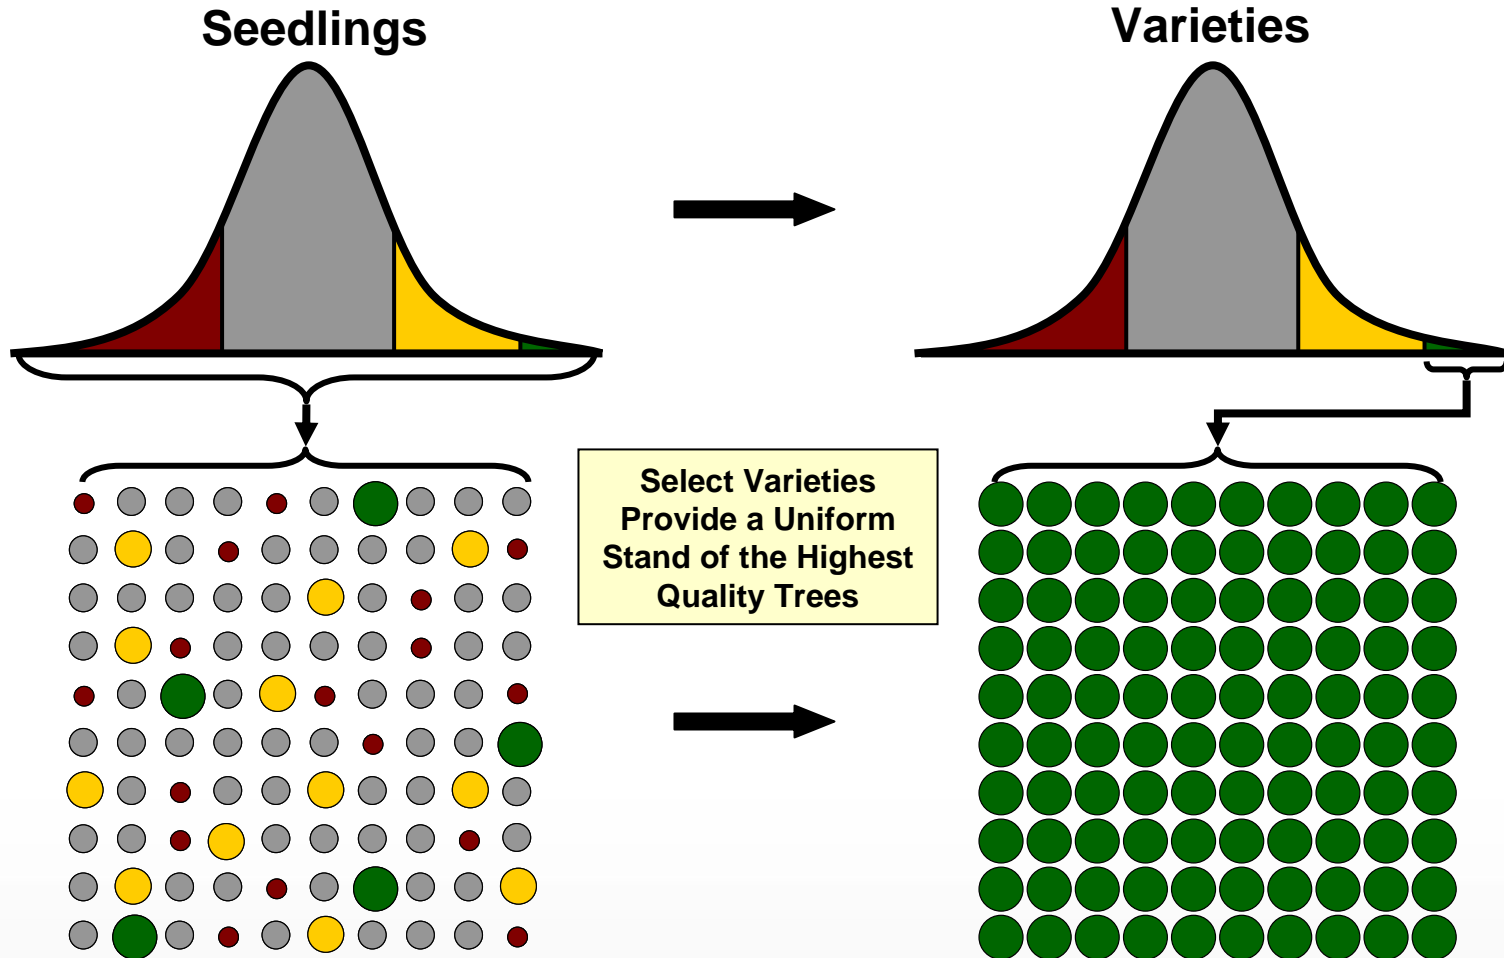 Seedlings
Varieties
Select Varieties
Provide a Uniform
Stand of the Highest
Quality Trees